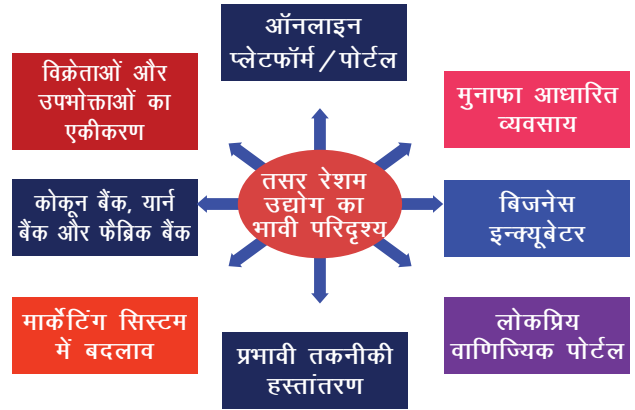 ऑनलाइन
प्लेटफॉर्म/पोर्टल
विक्रेताओं और
उपभोक्ताओं का
एकीकरण
मुनाफा आधारित
व्यवसाय
तसर रेशम
उद्योग का
भावी परिदृश्य
कोकून बैंक, यार्न
बैंक और फैब्रिक बैंक
बिजनेस
इन्क्यूबेटर
मार्केटिंग सिस्टम
में बदलाव
प्रभावी तकनीकी
हस्तांतरण
लोकप्रिय
वाणिज्यिक पोर्टल